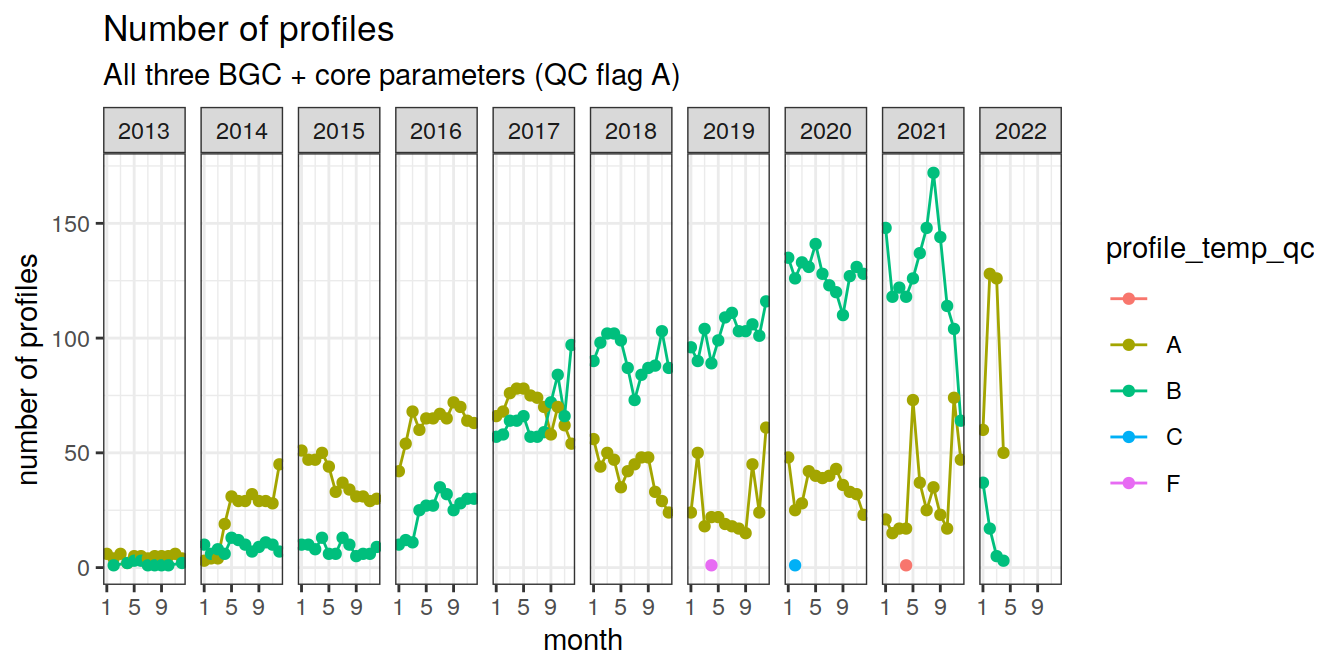 Number of profiles
All three BGC + core parameters (QC flag A)
2013 2014 2015 2016 2017 2018 2019 2020 2021 2022
number of profiles
150
100
50
0
1 5 9 1 5 9 1 5 9 1 5 9 1 5 9 1 5 9 1 5 9 1 5 9 1 5 9 1 5 9
month
profile_temp_qc
A
B
C
F